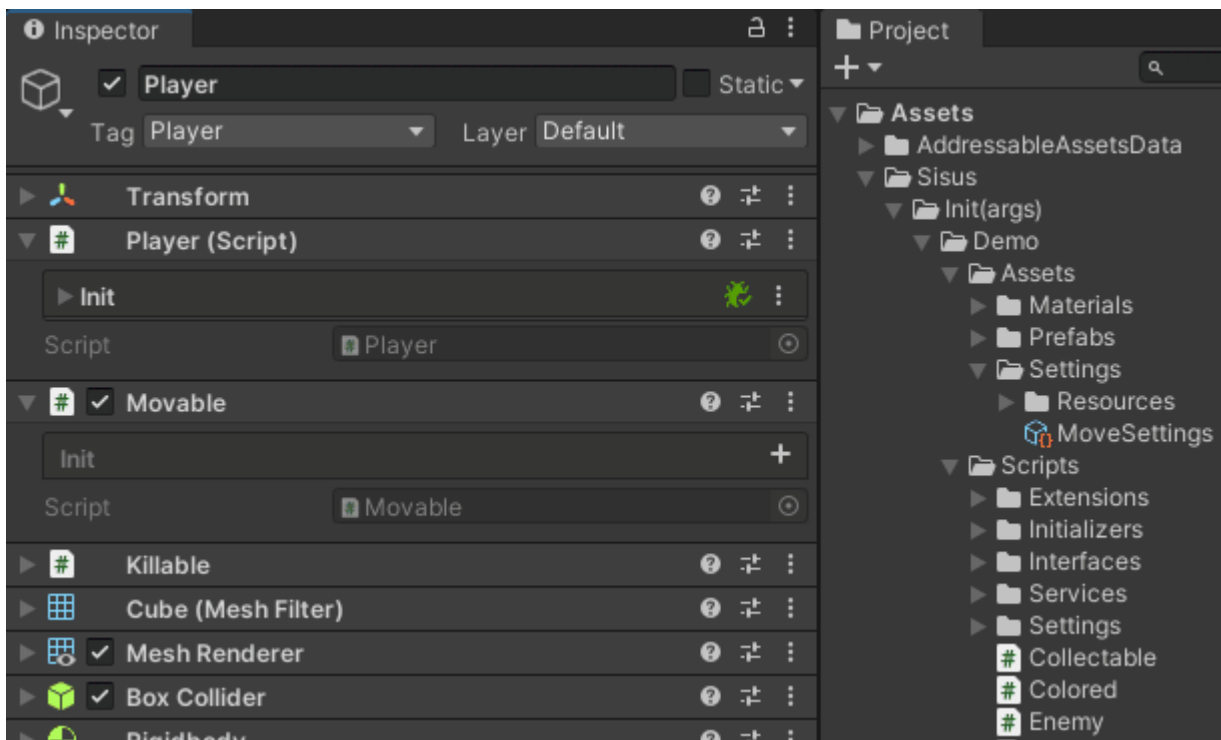 Inspector
Player
Static
Tag Player Layer Default
Transform
Player (Script)
Init
Script Player
Movable
Init
Script Movable
Killable
Cube (Mesh Filter)
Mesh Renderer
Box Collider
Rigidbody
Project
Assets
AddressableAssetsData
Sisus
Init(args)
Demo
Assets
Materials
Prefabs
Settings
Resources
MoveSettings
Scripts
Extensions
Initializers
Interfaces
Services
Settings
Collectable
Colored
Enemy